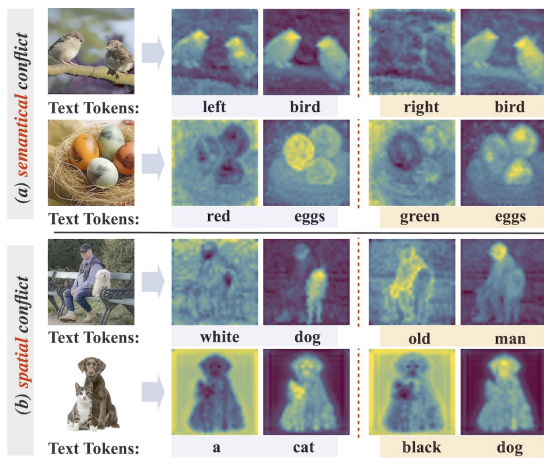 (a) semantical conflict
Text Tokens: left bird right bird
Text Tokens: red eggs green eggs
(b) spatial conflict
Text Tokens: white dog old man
Text Tokens: a cat black dog